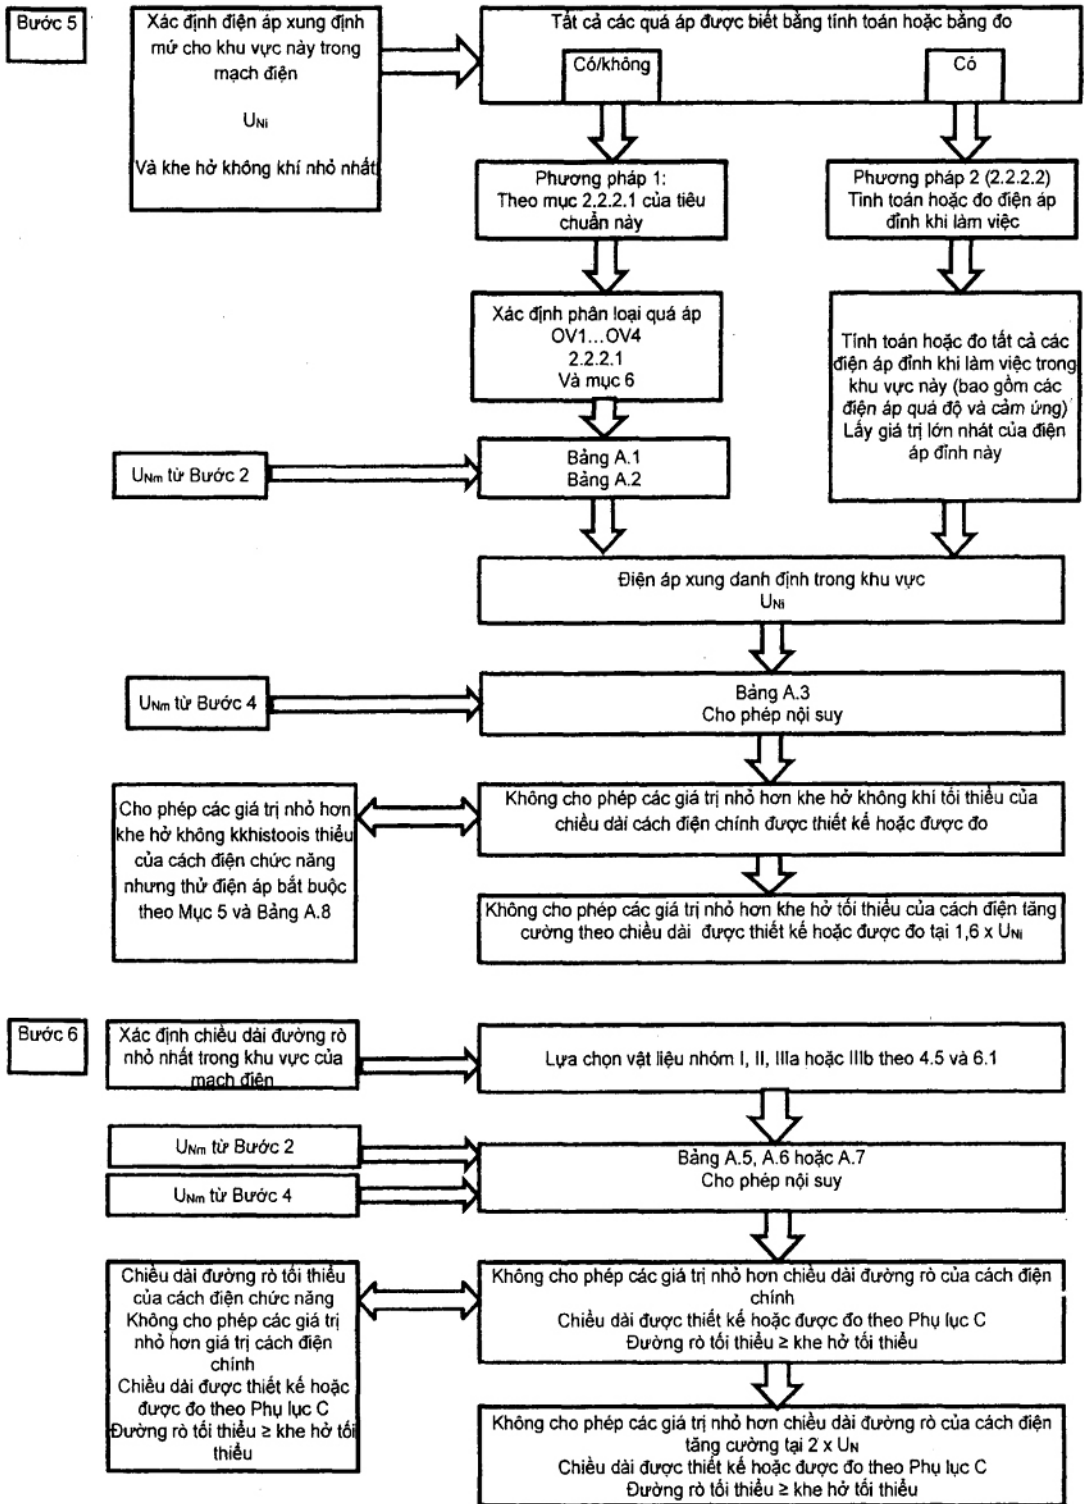 Bước 5
Xác định điện áp xung định
mứ cho khu vực này trong
mạch điện
UNi
Và khe hở không khí nhỏ nhất
Tất cả các quá áp được biết bằng tính toán hoặc bằng đo
Có/không
Có
Phương pháp 1:
Theo mục 2.2.2.1 của tiêu
chuẩn này
Phương pháp 2 (2.2.2.2)
Tính toán hoặc đo điện áp
đỉnh khi làm việc
Xác định phân loại quá áp
OV1...OV4
2.2.2.1
Và mục 6
Tính toán hoặc đo tất cả các
điện áp đỉnh khi làm việc trong
khu vực này (bao gồm các
điện áp quá độ và cảm ứng)
Lấy giá trị lớn nhát của điện
áp đỉnh này
UNm từ Bước 2
Bảng A.1
Bảng A.2
Điện áp xung danh định trong khu vực
UNi
UNm từ Bước 4
Bảng A.3
Cho phép nội suy
Cho phép các giá trị nhỏ hơn
khe hở không kkhistoois thiểu
của cách điện chức năng
nhưng thử điện áp bắt buộc
theo Mục 5 và Bảng A.8
Không cho phép các giá trị nhỏ hơn khe hở không khí tối thiểu của
chiều dài cách điện chính được thiết kế hoặc được đo
Không cho phép các giá trị nhỏ hơn khe hở tối thiểu của cách điện tăng
cường theo chiều dài được thiết kế hoặc được đo tại 1,6 x UNi
Bước 6
Xác định chiều dài đường rò
nhỏ nhất trong khu vực của
mạch điện
Lựa chọn vật liệu nhóm I, II, IIIa hoặc IIIb theo 4.5 và 6.1
UNm từ Bước 2
UNm từ Bước 4
Bảng A.5, A.6 hoặc A.7
Cho phép nội suy
Chiều dài đường rò tối thiểu
của cách điện chức năng
Không cho phép các giá trị
nhỏ hơn giá trị cách điện
chính
Chiều dài được thiết kế hoặc
được đo theo Phụ lục C
Đường rò tối thiểu ≥ khe hở tối
thiểu
Không cho phép các giá trị nhỏ hơn chiều dài đường rò của cách điện
chính
Chiều dài được thiết kế hoặc được đo theo Phụ lục C
Đường rò tối thiểu ≥ khe hở tối thiểu
Không cho phép các giá trị nhỏ hơn chiều dài đường rò của cách điện
tăng cường tại 2 x UN
Chiều dài được thiết kế hoặc được đo theo Phụ lục C
Đường rò tối thiểu ≥ khe hở tối thiểu